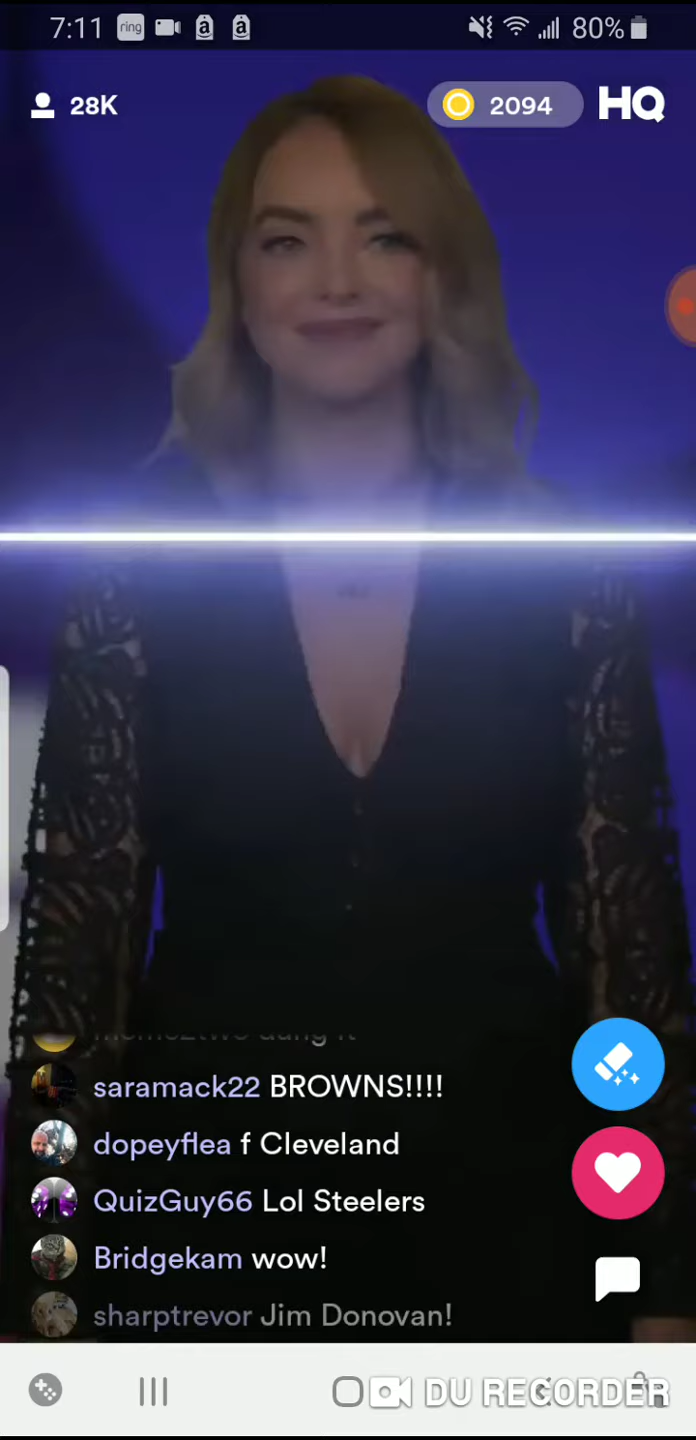 7:11 ring a a 80%
28K 2094 HQ
saramack22 BROWNS!!!!
dopeyflea f Cleveland
QuizGuy66 Lol Steelers
Bridgekam wow!
sharptrevor Jim Donovan!
DU RECORDER